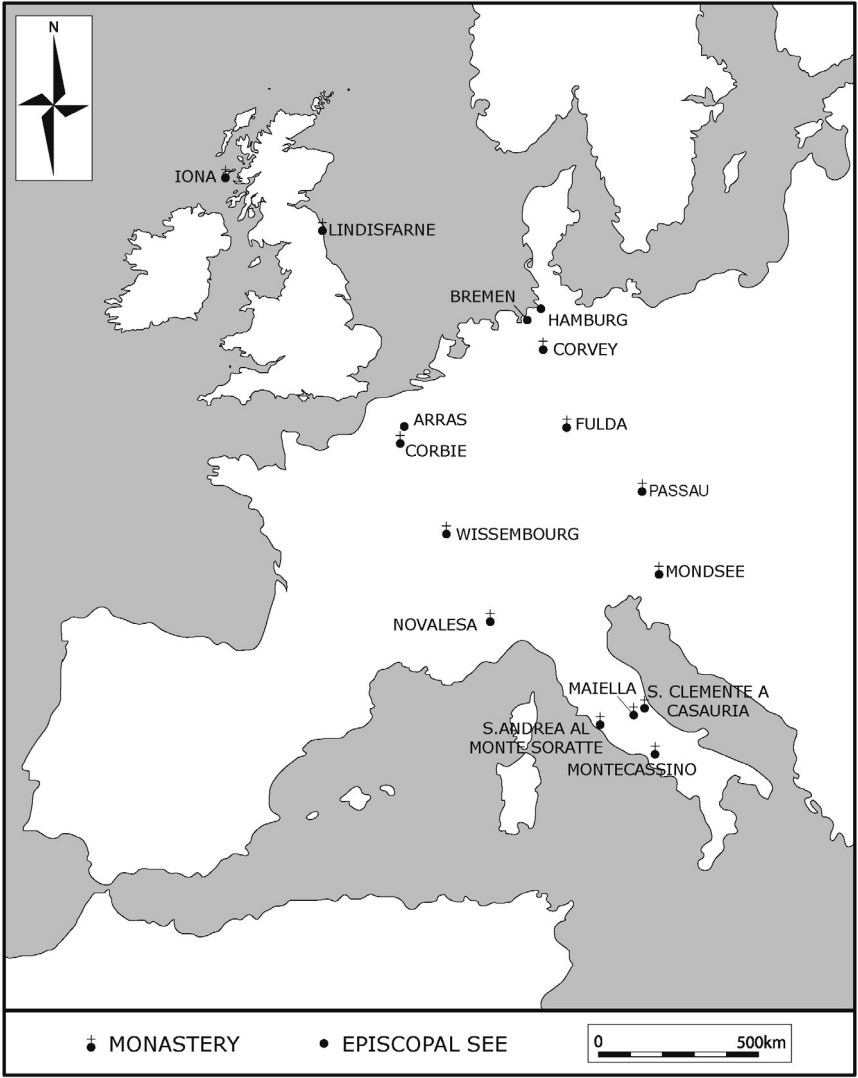 N
IONA
LINDISFARNE
BREMEN
HAMBURG
CORVEY
ARRAS
CORBIE
FULDA
PASSAU
WISSEMBOURG
MONDSEE
NOVALESA
MAIELLA
S. CLEMENTE A
CASAURIA
S.ANDREA AL
MONTE SORATTE
MONTECASSINO
MONASTERY
EPISCOPAL SEE
0 500km